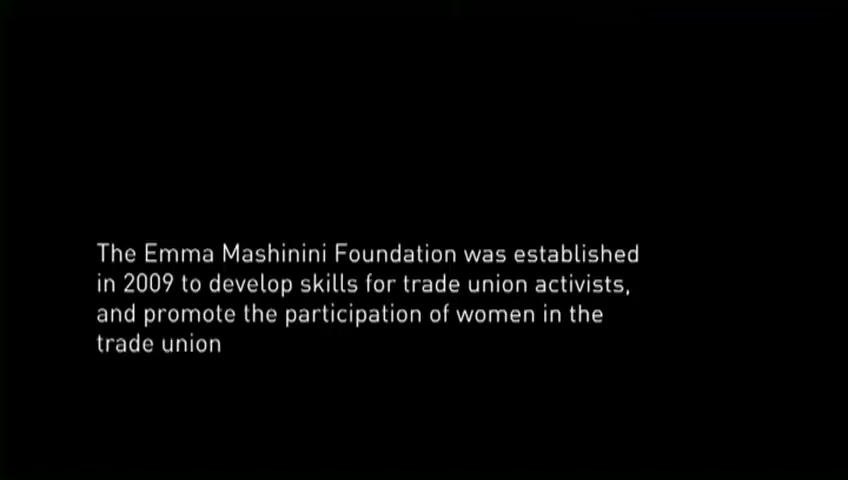 The Emma Mashinini Foundation was established
in 2009 to develop skills for trade union activists,
and promote the participation of women in the
trade union